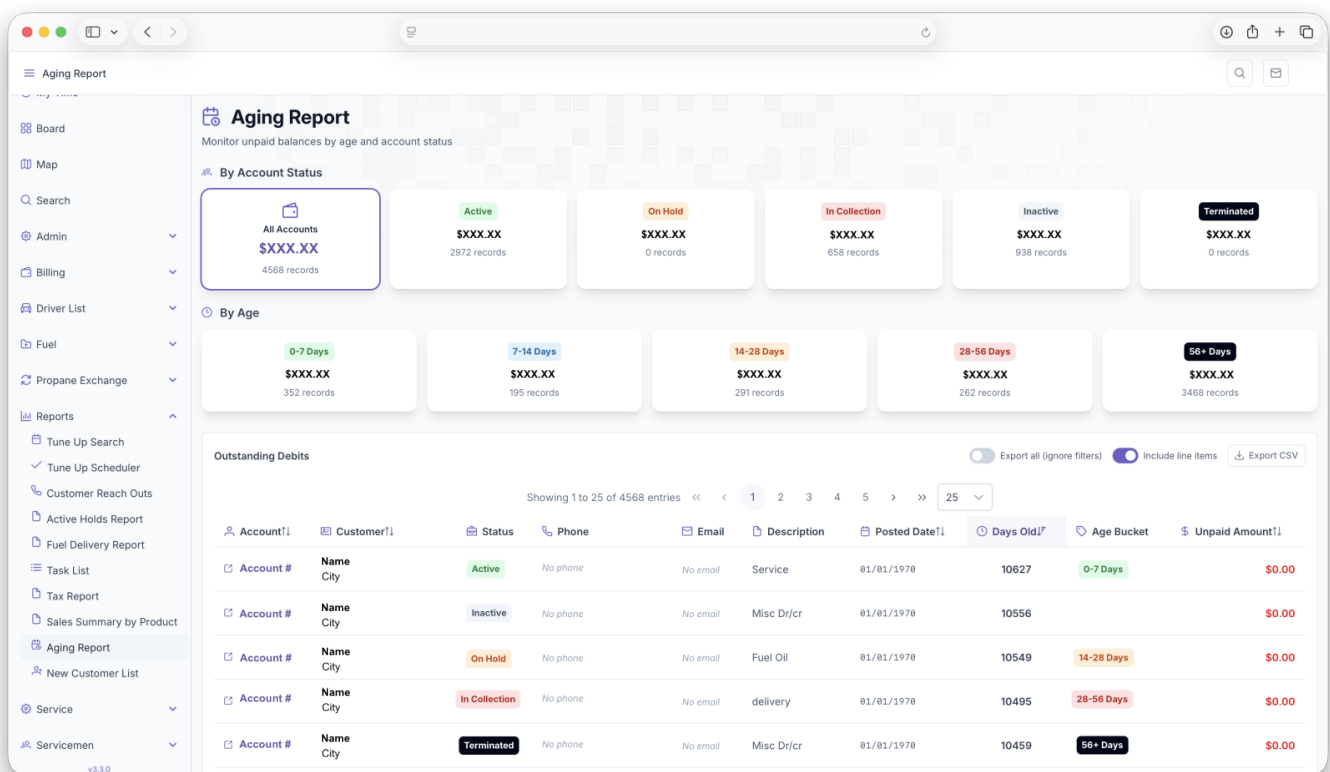 Aging Report
My Time
Board
Map
Search
Admin
Billing
Driver List
Fuel
Propane Exchange
Reports
Tune Up Search
Tune Up Scheduler
Customer Reach Outs
Active Holds Report
Fuel Delivery Report
Task List
Tax Report
Sales Summary by Product
Aging Report
New Customer List
Service
Servicemen
v3.3.0
Aging Report
Monitor unpaid balances by age and account status
By Account Status
All Accounts
$XXX.XX
4568 records
Active
$XXX.XX
2972 records
On Hold
$XXX.XX
0 records
In Collection
$XXX.XX
658 records
Inactive
$XXX.XX
938 records
Terminated
$XXX.XX
0 records
By Age
0-7 Days
$XXX.XX
352 records
7-14 Days
$XXX.XX
195 records
14-28 Days
$XXX.XX
291 records
28-56 Days
$XXX.XX
262 records
56+ Days
$XXX.XX
3468 records
Outstanding Debits Export all (ignore filters) Include line items Export CSV
Showing 1 to 25 of 4568 entries << < 1 2 3 4 5 > >> 25
Account Customer Status Phone Email Description Posted Date Days Old Age Bucket Unpaid Amount
Account # Name City Active No phone No email Service 01/01/1970 10627 0-7 Days $0.00
Account # Name City Inactive No phone No email Misc Dr/cr 01/01/1970 10556 $0.00
Account # Name City On Hold No phone No email Fuel Oil 01/01/1970 10549 14-28 Days $0.00
Account # Name City In Collection No phone No email delivery 01/01/1970 10495 28-56 Days $0.00
Account # Name City Terminated No phone No email Misc Dr/cr 01/01/1970 10459 56+ Days $0.00